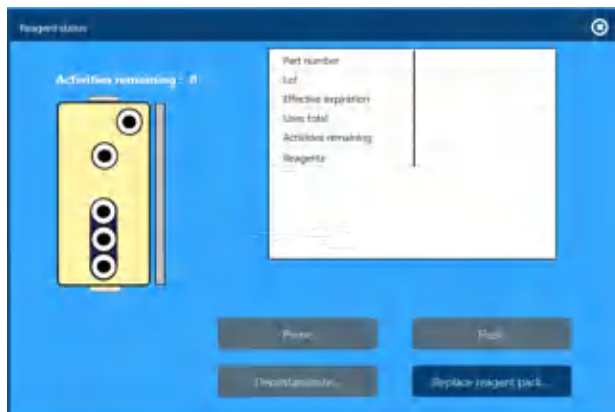 Reagent status
Activities remaining : 0
Part number
Lot
Effective expiration
Uses total
Activities remaining
Reagents
Prime...
Flush...
Decontaminate...
Replace reagent pack...